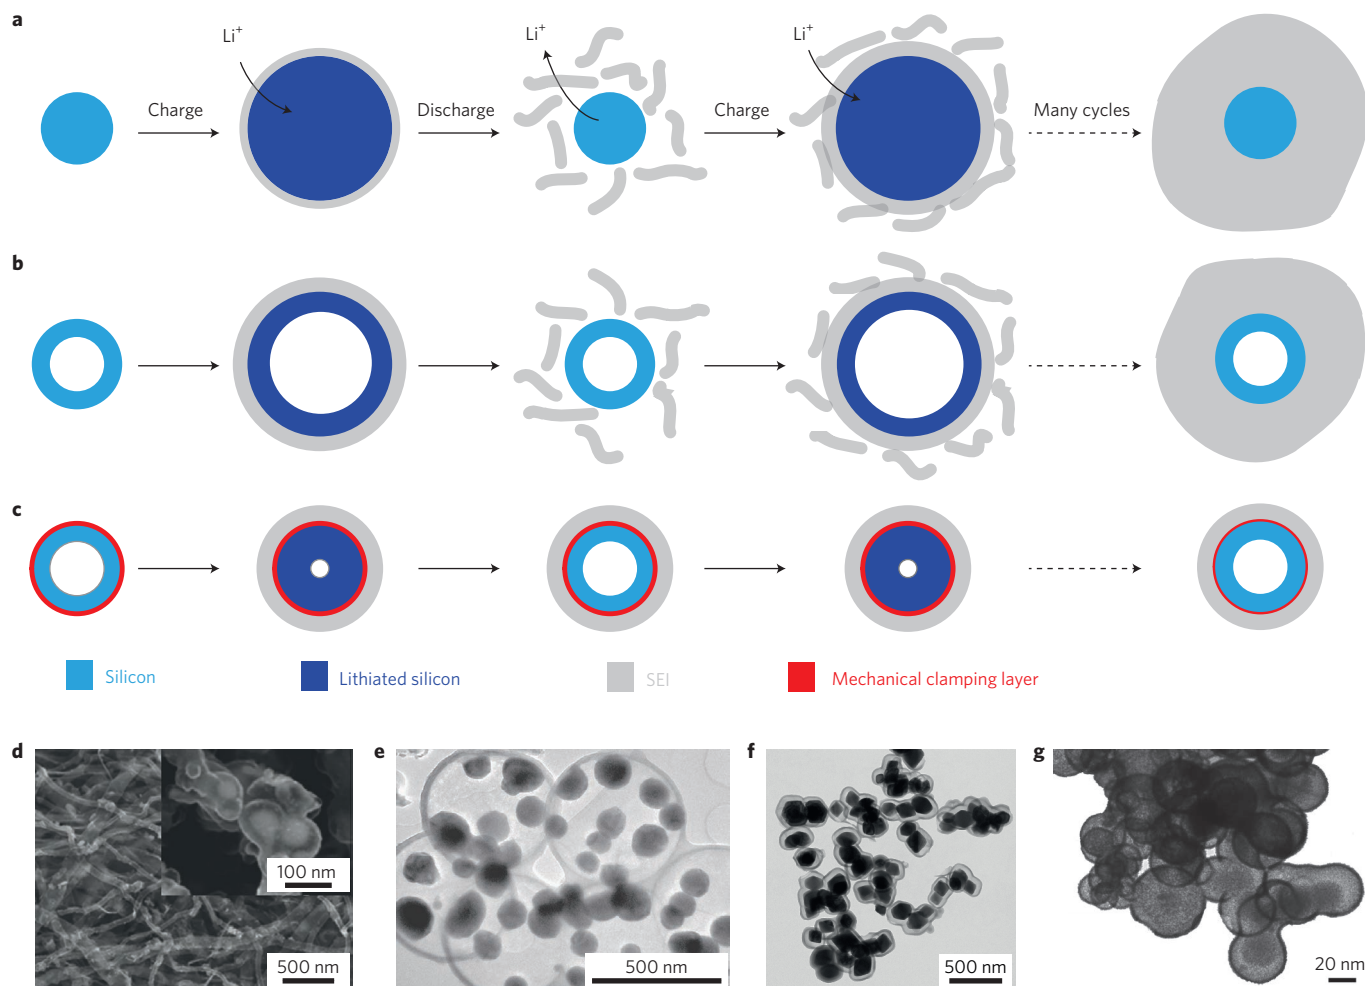 a
Li⁺
Li⁺
Li⁺
Charge
Discharge
Charge
Many cycles
b
c
Silicon
Lithiated silicon
SEI
Mechanical clamping layer
d
e
f
g
100 nm
500 nm
500 nm
500 nm
20 nm